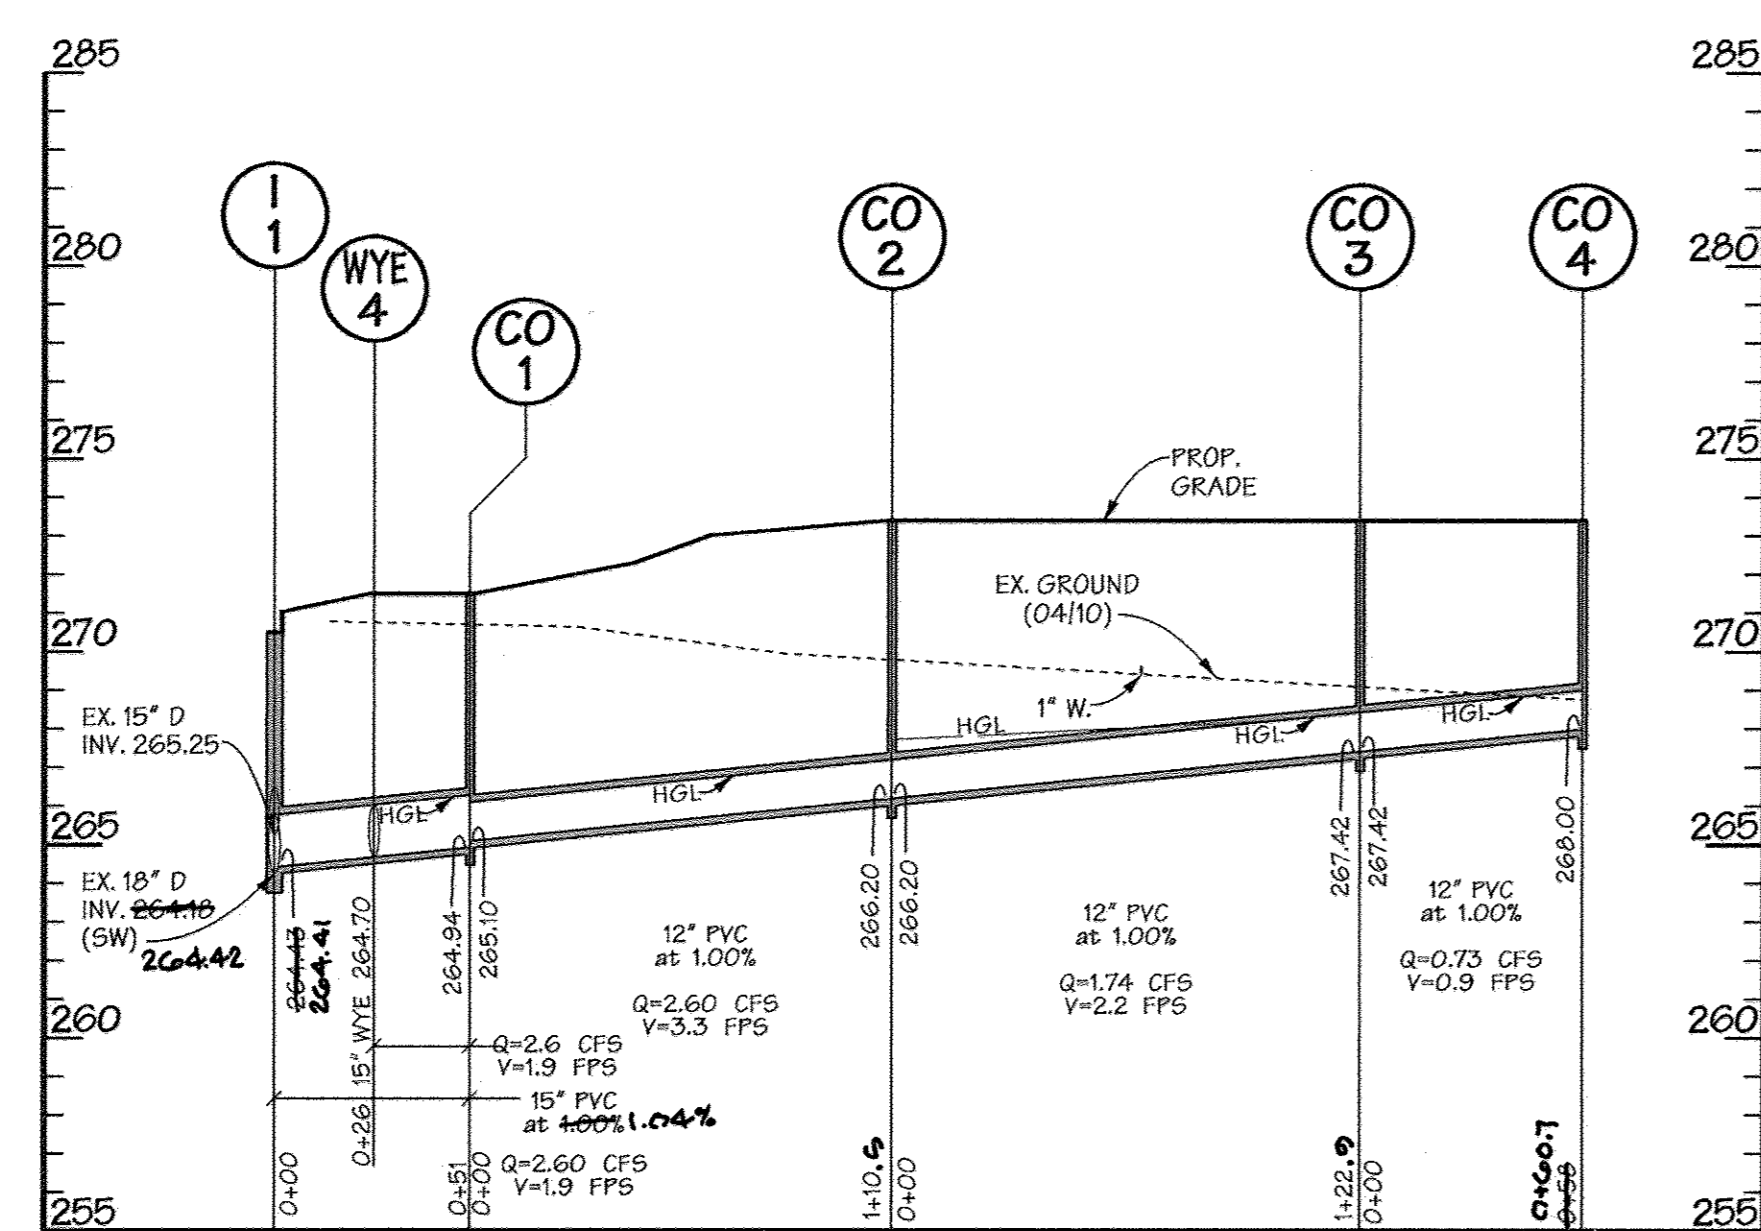 285
285
I
1
WYE
4
CO
1
CO
2
CO
3
CO
4
280
280
275
275
PROP.
GRADE
EX. GROUND
(04/10)
270
270
1" W.
EX. 15" D
INV. 265.25
HGL
HGL
HGL
HGL
HGL
265
265
EX. 18" D
INV. 264.18
(SW)
264.42
264.43
264.41
0+26 15" WYE 264.70
264.94
265.10
266.20
266.20
267.42
267.42
268.00
12" PVC
at 1.00%
Q=2.60 CFS
V=3.3 FPS
12" PVC
at 1.00%
Q=1.74 CFS
V=2.2 FPS
12" PVC
at 1.00%
Q=0.73 CFS
V=0.9 FPS
260
260
Q=2.6 CFS
V=1.9 FPS
15" PVC
at 1.00% 1.04%
Q=2.60 CFS
V=1.9 FPS
0+00
0+51
0+00
1+10.5
0+00
1+22.9
0+00
0+60.7
0+58
255
255